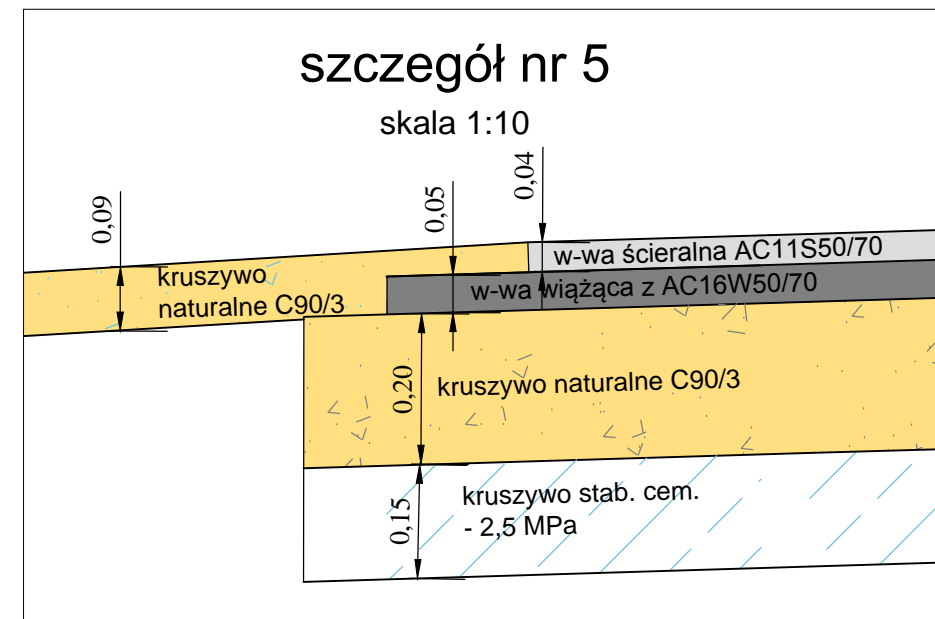 szczegół nr 5
skala 1:10
0,09
0,05
0,04
w-wa ścieralna AC11S50/70
kruszywo
naturalne C90/3
w-wa wiążąca z AC16W50/70
0,20
kruszywo naturalne C90/3
0,15
kruszywo stab. cem.
- 2,5 MPa